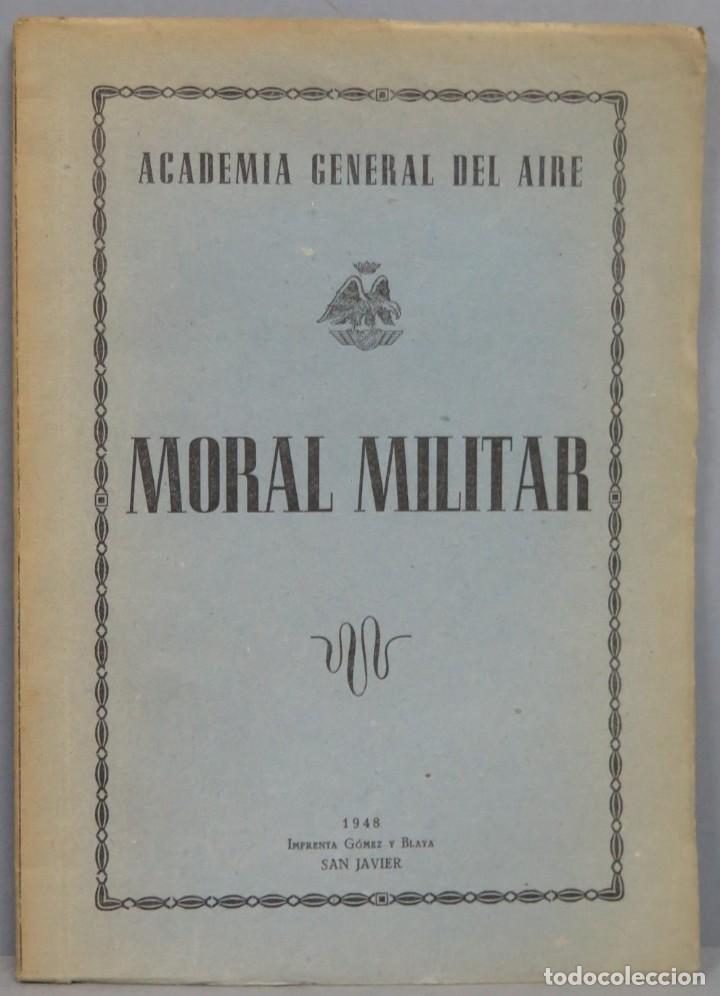 ACADEMIA GENERAL DEL AIRE
MORAL MILITAR
1948
IMPRENTA GÓMEZ Y BLAYA
SAN JAVIER
todocoleccion